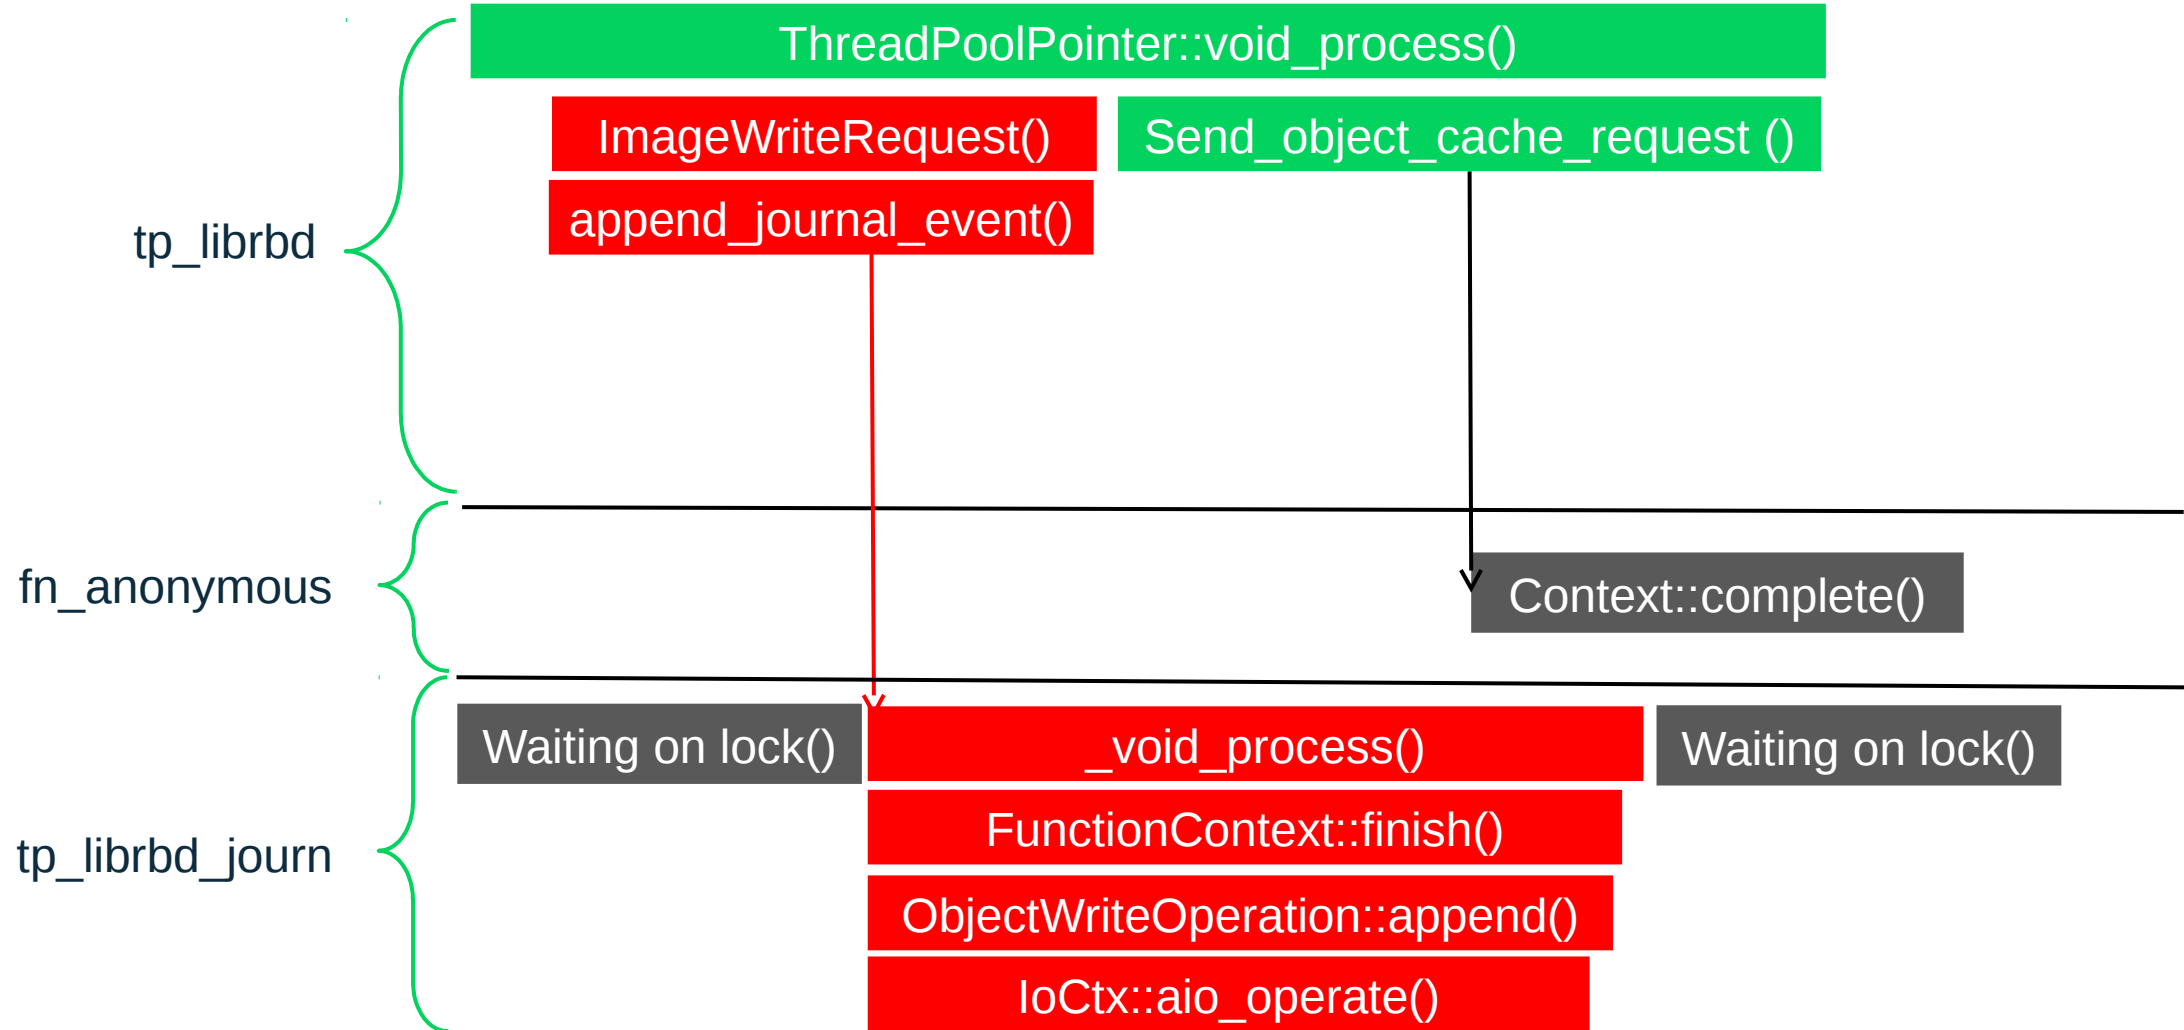 ThreadPoolPointer::void_process()
ImageWriteRequest()
Send_object_cache_request ()
append_journal_event()
tp_librbd
fn_anonymous
Context::complete()
Waiting on lock()
_void_process()
Waiting on lock()
FunctionContext::finish()
tp_librbd_journ
ObjectWriteOperation::append()
IoCtx::aio_operate()